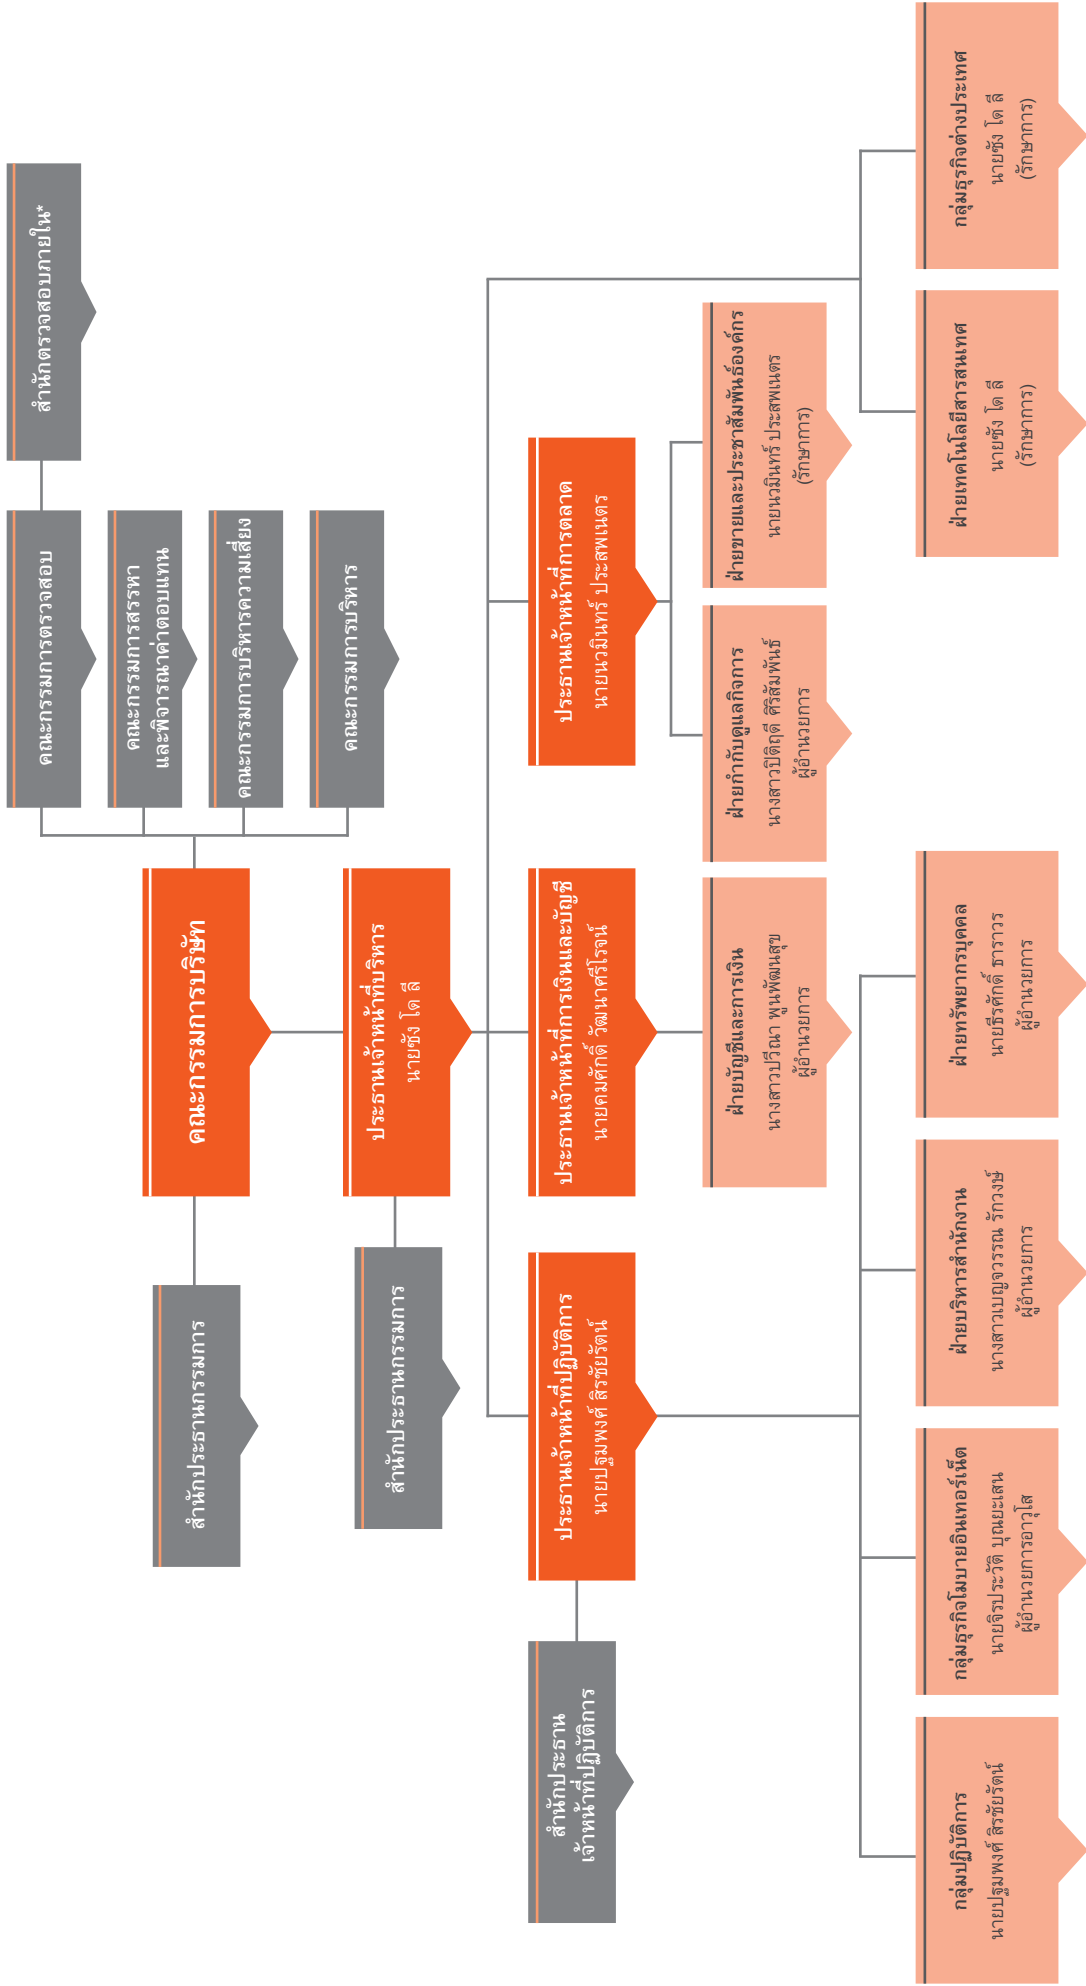 สำนักตรวจสอบภายใน*
คณะกรรมการตรวจสอบ
คณะกรรมการสรรหา
และพิจารณาค่าตอบแทน
คณะกรรมการบริหารความเสี่ยง
คณะกรรมการบริหาร
คณะกรรมการบริษัท
สำนักประธานกรรมการ
ประธานเจ้าหน้าที่บริหาร
นายซัง โด ลี
สำนักประธานกรรมการ
ประธานเจ้าหน้าที่ปฏิบัติการ
นายปฐมพงศ์ สิรชัยรัตน์
ประธานเจ้าหน้าที่การเงินและบัญชี
นายคมศักดิ์ วัฒนาศรีโรจน์
ประธานเจ้าหน้าที่การตลาด
นายนวมินทร์ ประสพเนตร
สำนักประธาน
เจ้าหน้าที่ปฏิบัติการ
ฝ่ายบัญชีและการเงิน
นางสาวปวีณา พูนพัฒนสุข
ผู้อำนวยการ
ฝ่ายกำกับดูแลกิจการ
นางสาวปิติฤดี ศิริสัมพันธ์
ผู้อำนวยการ
ฝ่ายขายและประชาสัมพันธ์องค์กร
นายนวมินทร์ ประสพเนตร
(รักษาการ)
กลุ่มปฏิบัติการ
นายปฐมพงศ์ สิรชัยรัตน์
กลุ่มธุรกิจโมบายอินเทอร์เน็ต
นายจิรประวัติ บุณยะเสน
ผู้อำนวยการอาวุโส
ฝ่ายบริหารสำนักงาน
นางสาวเบญจวรรณ รักวงษ์
ผู้อำนวยการ
ฝ่ายทรัพยากรบุคคล
นายธีรศักดิ์ ธาราวร
ผู้อำนวยการ
ฝ่ายเทคโนโลยีสารสนเทศ
นายซัง โด ลี
(รักษาการ)
กลุ่มธุรกิจต่างประเทศ
นายซัง โด ลี
(รักษาการ)